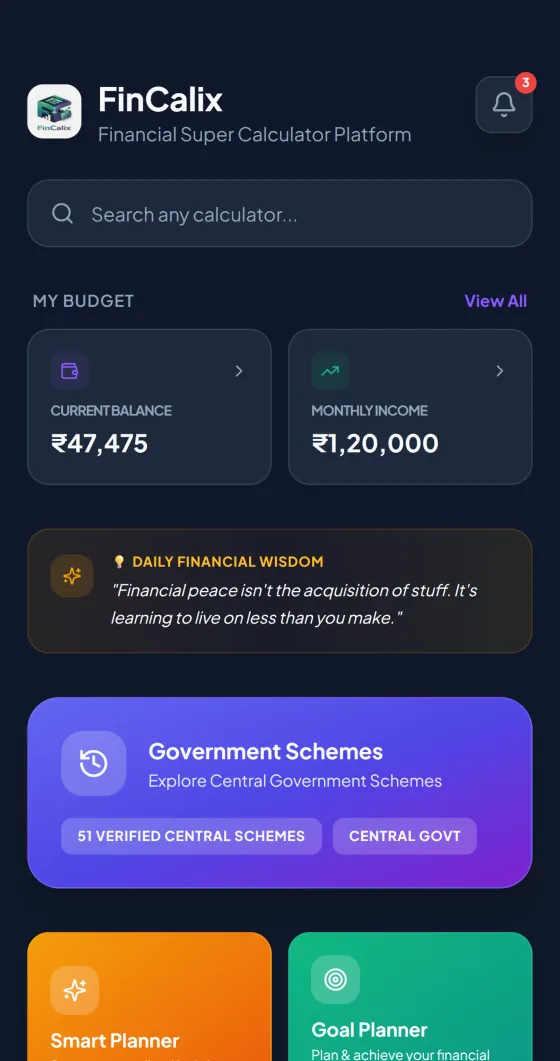 FinCalix
FinCalix
Financial Super Calculator Platform
3
Search any calculator...
MY BUDGET
View All
CURRENT BALANCE
₹47,475
MONTHLY INCOME
₹1,20,000
💡 DAILY FINANCIAL WISDOM
"Financial peace isn't the acquisition of stuff. It's
learning to live on less than you make."
Government Schemes
Explore Central Government Schemes
51 VERIFIED CENTRAL SCHEMES
CENTRAL GOVT
Smart Planner
Goal Planner
Plan & achieve your financial